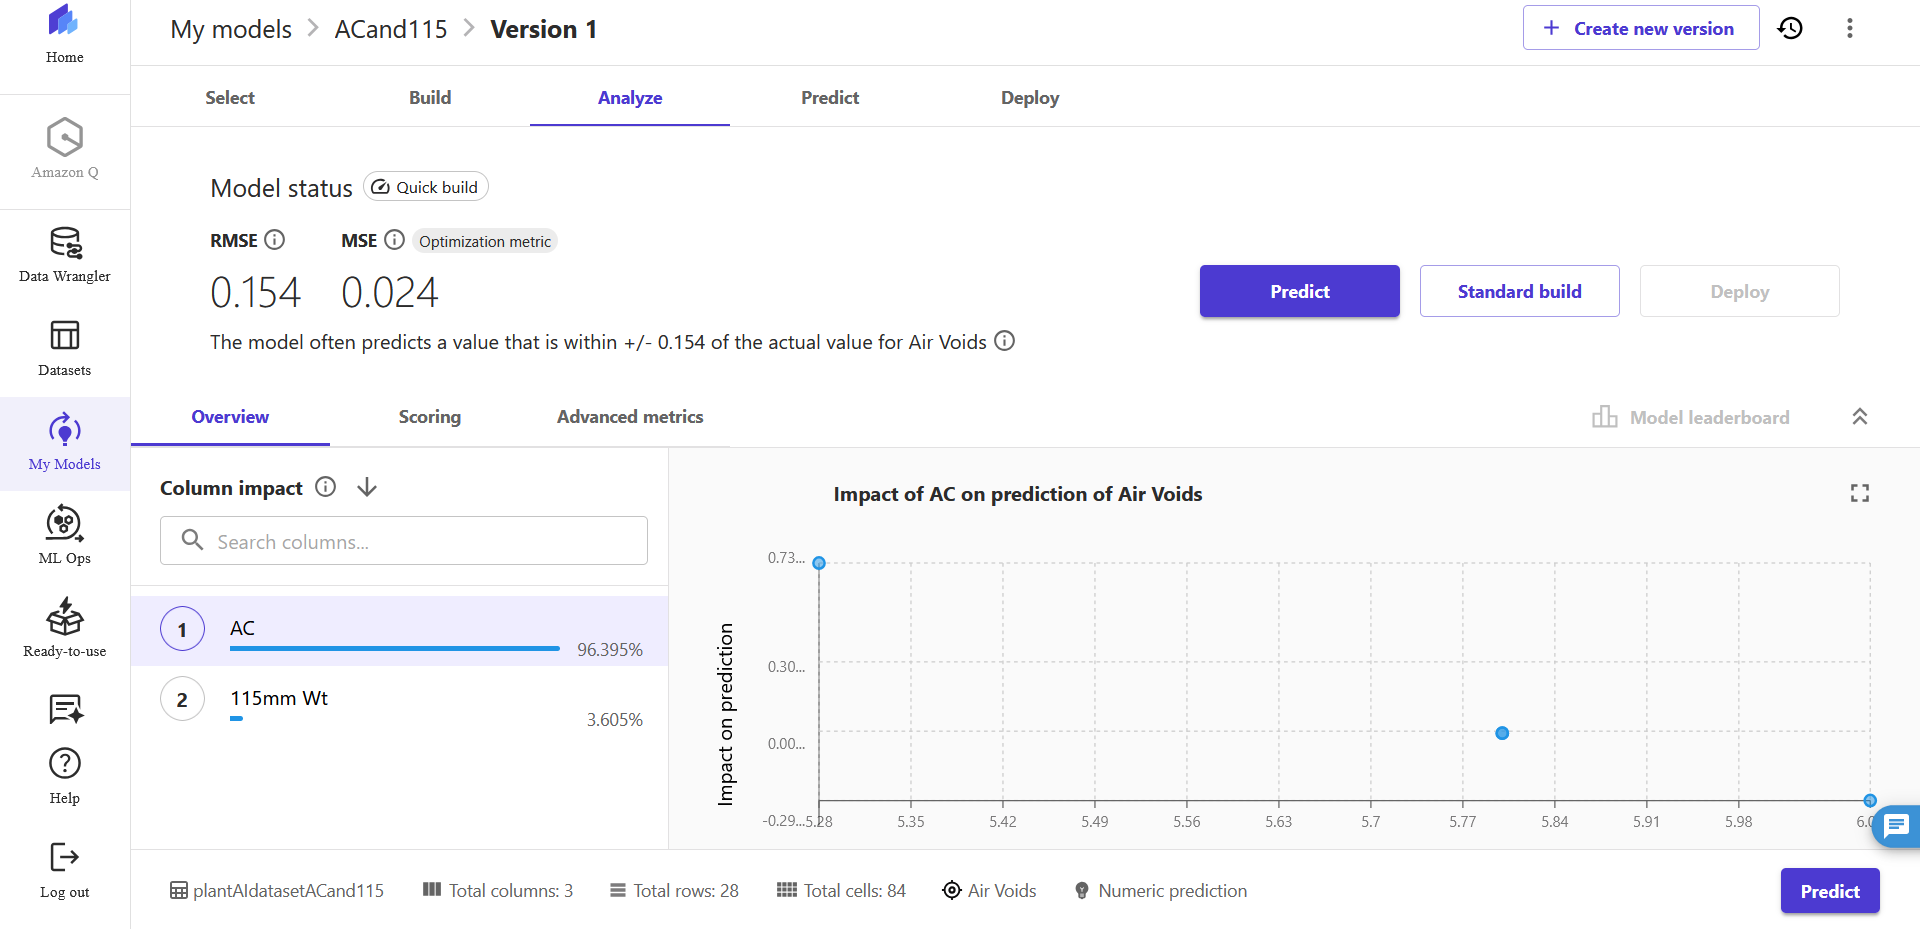 My models > ACand115 > Version 1
+ Create new version
Home
Select
Build
Analyze
Predict
Deploy
Amazon Q
Model status
Quick build
RMSE
MSE
Optimization metric
0.154
0.024
Predict
Standard build
Deploy
The model often predicts a value that is within +/- 0.154 of the actual value for Air Voids
Data Wrangler
Datasets
My Models
ML Ops
Ready-to-use
Help
Log out
Overview
Scoring
Advanced metrics
Model leaderboard
Column impact
Search columns...
1
AC
96.395%
2
115mm Wt
3.605%
Impact of AC on prediction of Air Voids
Impact on prediction
0.73...
0.30...
0.00...
-0.29...
5.28
5.35
5.42
5.49
5.56
5.63
5.7
5.77
5.84
5.91
5.98
plantAIdatasetACand115
Total columns: 3
Total rows: 28
Total cells: 84
Air Voids
Numeric prediction
Predict